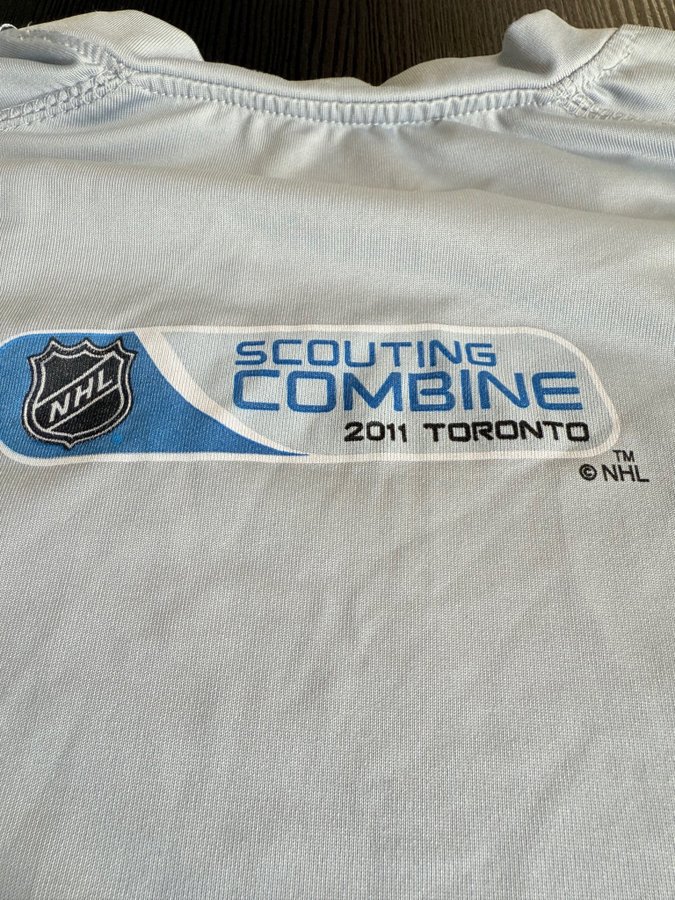 NHL
SCOUTING
COMBINE
2011 TORONTO
TM
© NHL